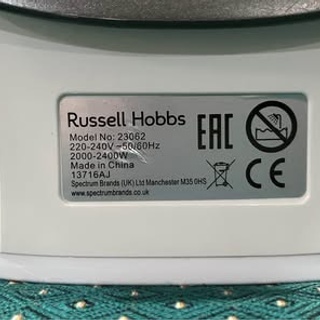 Russell Hobbs
Model No: 23062
220-240V ~50/60Hz
2000-2400W
Made in China
13716AJ
Spectrum Brands (UK) Ltd Manchester M35 0HS
www.spectrumbrands.co.uk
EAC
CE